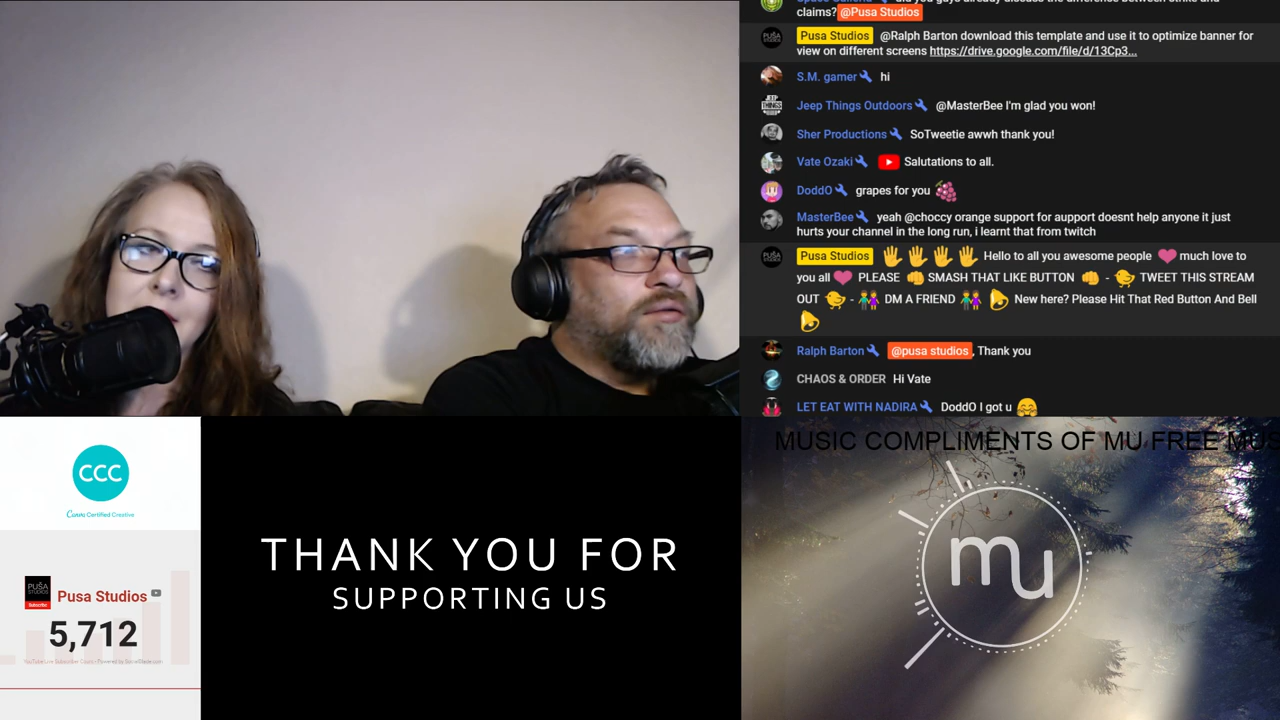 claims? @Pusa Studios
Pusa Studios @Ralph Barton download this template and use it to optimize banner for
view on different screens https://drive.google.com/file/d/13Cp3...
S.M. gamer hi
Jeep Things Outdoors @MasterBee I'm glad you won!
Sher Productions SoTweetie awwh thank you!
Vate Ozaki Salutations to all.
DoddO grapes for you 🍇
MasterBee yeah @choccy orange support for aupport doesnt help anyone it just
hurts your channel in the long run, i learnt that from twitch
Pusa Studios 🖐🖐🖐🖐 Hello to all you awesome people ❤ much love to
you all ❤ PLEASE 👊 SMASH THAT LIKE BUTTON 👊 - 🐤 TWEET THIS STREAM
OUT 🐤 - 👫 DM A FRIEND 👫 🔔 New here? Please Hit That Red Button And Bell
🔔
Ralph Barton @pusa studios, Thank you
CHAOS & ORDER Hi Vate
LET EAT WITH NADIRA DoddO I got u 🤗
CCC
Canva Certified Creative
PUŠA
STUDIOS
Subscribe
Pusa Studios
5,712
THANK YOU FOR
SUPPORTING US
MUSIC COMPLIMENTS OF MU FREE MUS
mu